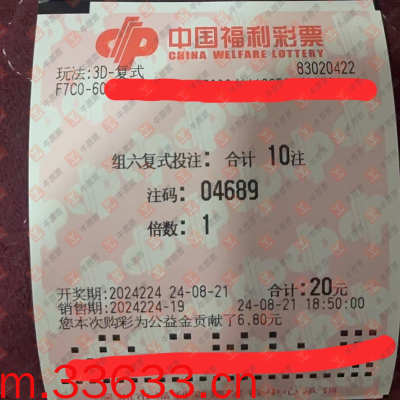 中国福利彩票
CHINA WELFARE LOTTERY
玩法:3D-复式 83020422
F7C0-60
组六复式投注: 合计 10注
注码: 04689
倍数: 1
开奖期:2024224 24-08-21 合计:20元
销售期:2024224-19 24-08-21 18:50:00
您本次购彩为公益金贡献了6.80元
m.33633.cn